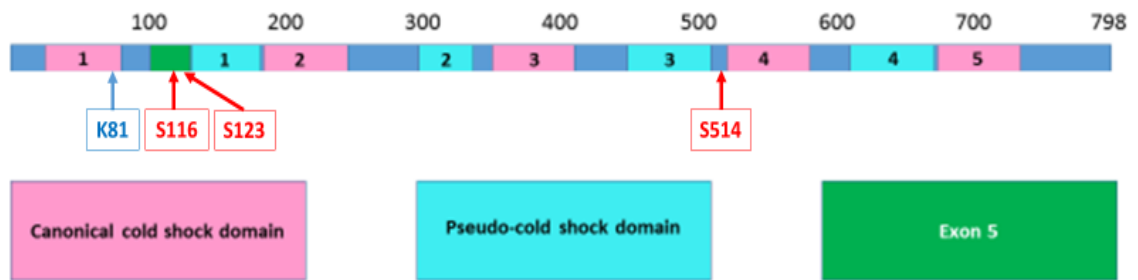 100 200 300 400 500 600 700 798
1 1 2 2 3 3 4 4 5
K81 S116 S123 S514
Canonical cold shock domain Pseudo-cold shock domain Exon 5